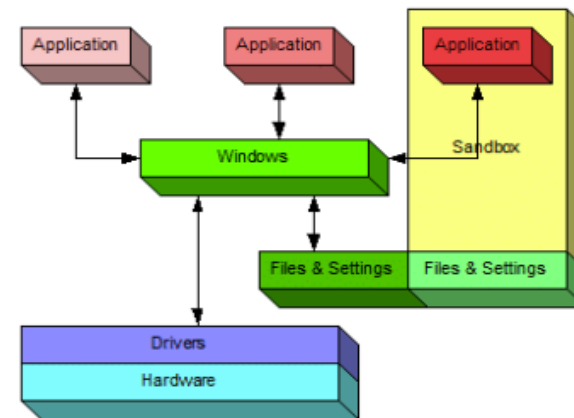 Application
Application
Application
Sandbox
Windows
Files & Settings
Files & Settings
Drivers
Hardware